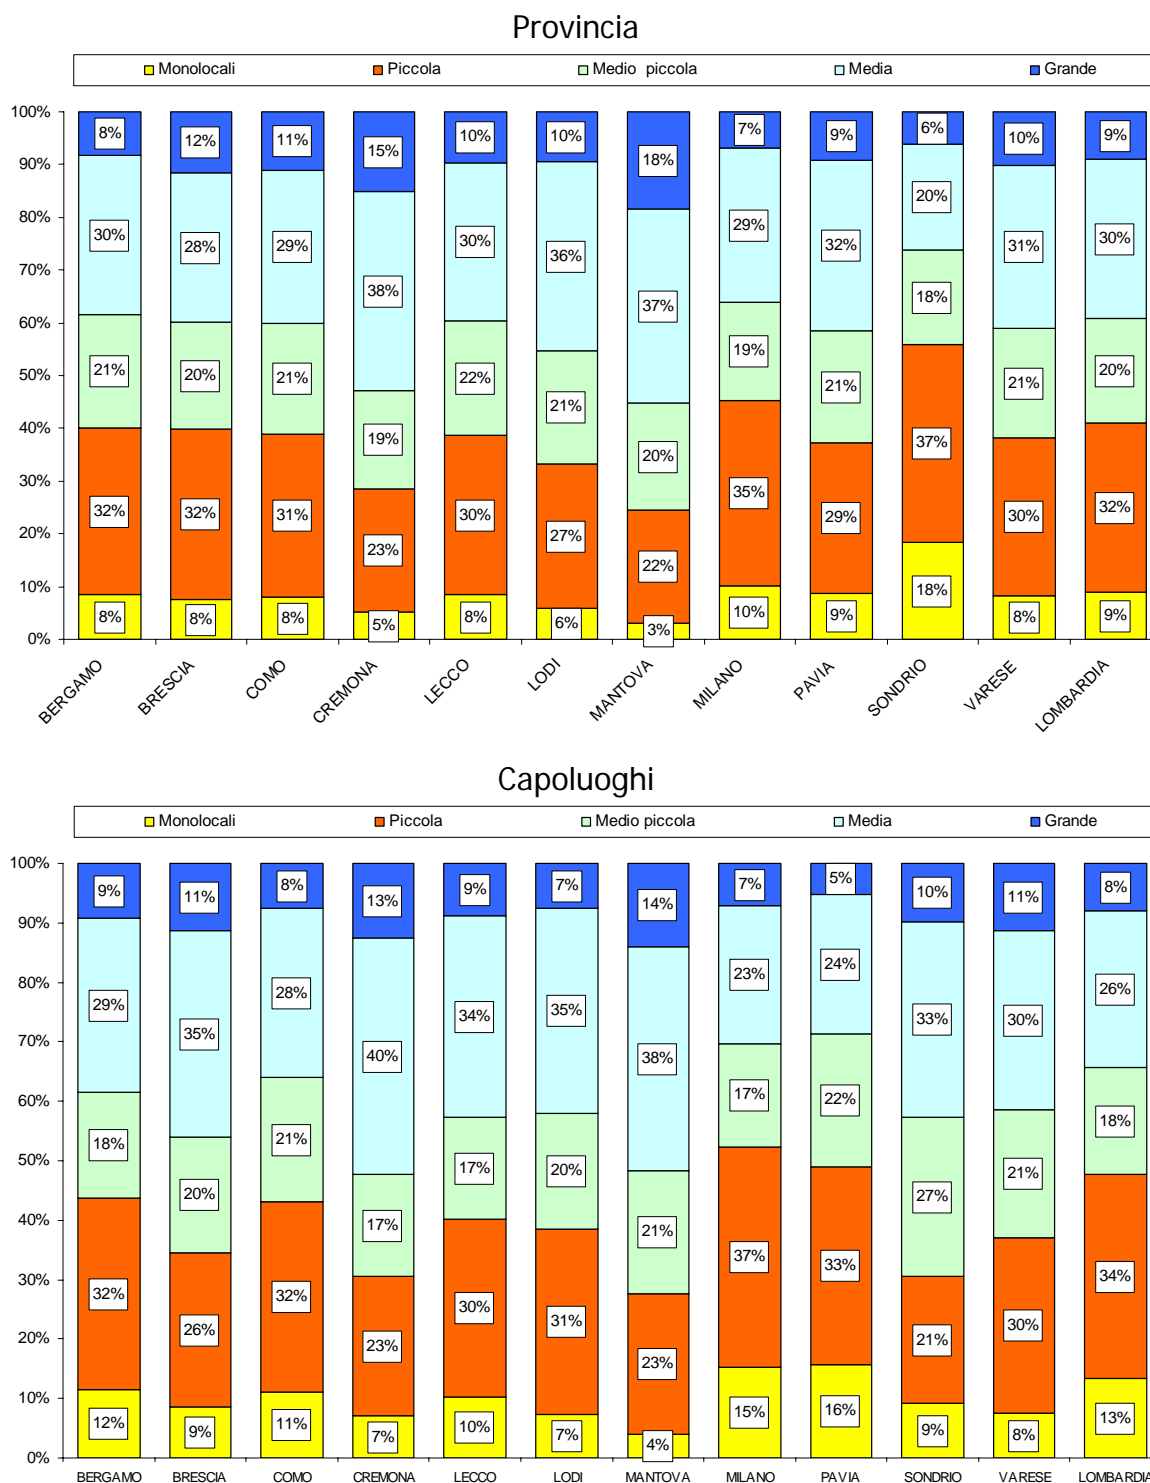 Provincia
Monolocali Piccola Medio piccola Media Grande
100% 8% 12% 11% 15% 10% 10% 18% 7% 9% 6% 10% 9%
90%
80% 30% 28% 29% 38% 30% 36% 37% 29% 32% 20% 31% 30%
70%
60%
50% 21% 20% 21% 19% 22% 21% 20% 19% 21% 18% 21% 20%
40%
30%
20% 32% 32% 31% 23% 30% 27% 22% 35% 29% 37% 30% 32%
10%
0% 8% 8% 8% 5% 8% 6% 3% 10% 9% 18% 8% 9%
BERGAMO BRESCIA COMO CREMONA LECCO LODI MANTOVA MILANO PAVIA SONDRIO VARESE LOMBARDIA
Capoluoghi
Monolocali Piccola Medio piccola Media Grande
100% 9% 11% 8% 13% 9% 7% 14% 7% 5% 10% 11% 8%
90%
80% 29% 35% 28% 40% 34% 35% 38% 23% 24% 33% 30% 26%
70%
60%
50% 18% 20% 21% 17% 17% 20% 21% 17% 22% 27% 21% 18%
40%
30% 32% 26% 32% 23% 30% 31% 23% 37% 33% 21% 30% 34%
20%
10%
0% 12% 9% 11% 7% 10% 7% 4% 15% 16% 9% 8% 13%
BERGAMO BRESCIA COMO CREMONA LECCO LODI MANTOVA MILANO PAVIA SONDRIO VARESE LOMBARDIA